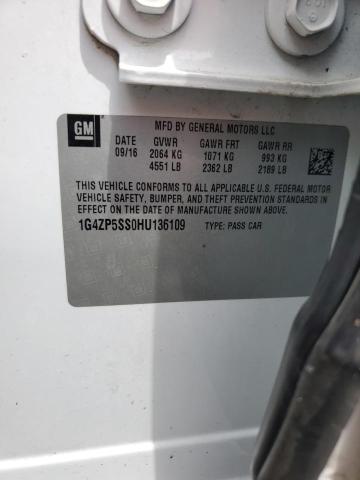 GM
MFD BY GENERAL MOTORS LLC
DATE GVWR GAWR FRT GAWR RR
09/16 2064 KG 1071 KG 993 KG
4551 LB 2362 LB 2189 LB
THIS VEHICLE CONFORMS TO ALL APPLICABLE U.S. FEDERAL MOTOR
VEHICLE SAFETY, BUMPER, AND THEFT PREVENTION STANDARDS IN
EFFECT ON THE DATE OF MANUFACTURE SHOWN ABOVE.
1G4ZP5SS0HU136109 TYPE: PASS CAR